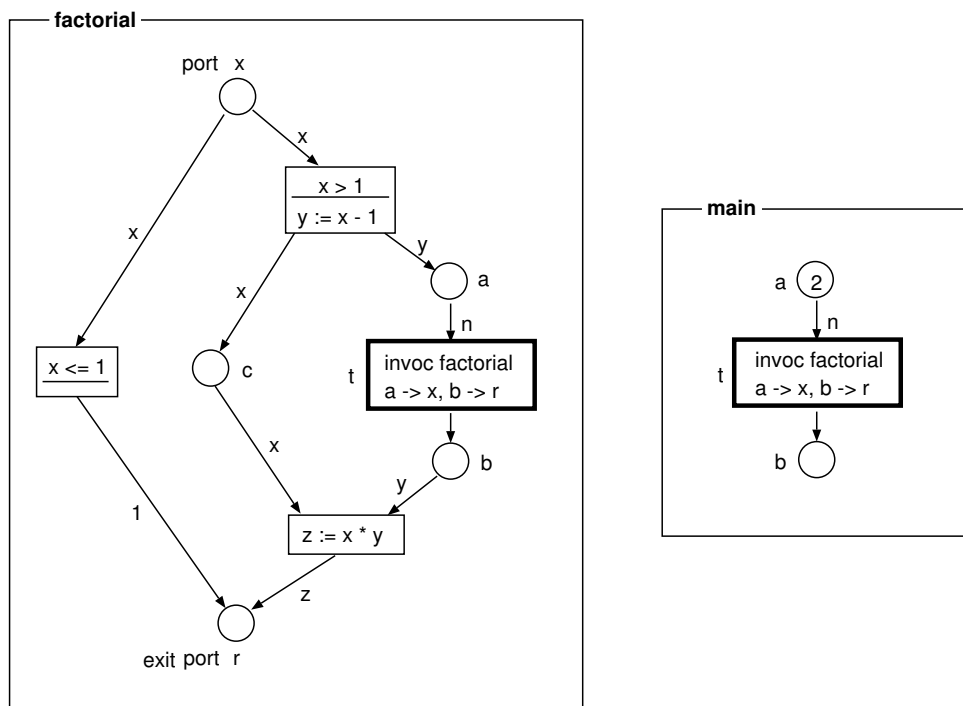 factorial
port x
x
x > 1
y := x - 1
x
y
a
x
n
x <= 1
c
t
invoc factorial
a -> x, b -> r
x
b
y
1
z := x * y
z
exit port r
main
a
2
n
t
invoc factorial
a -> x, b -> r
b